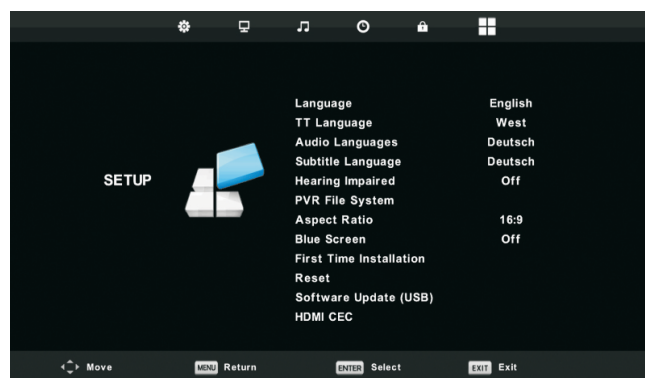 SETUP
Language English
TT Language West
Audio Languages Deutsch
Subtitle Language Deutsch
Hearing Impaired Off
PVR File System
Aspect Ratio 16:9
Blue Screen Off
First Time Installation
Reset
Software Update (USB)
HDMI CEC
Move MENU Return ENTER Select EXIT Exit